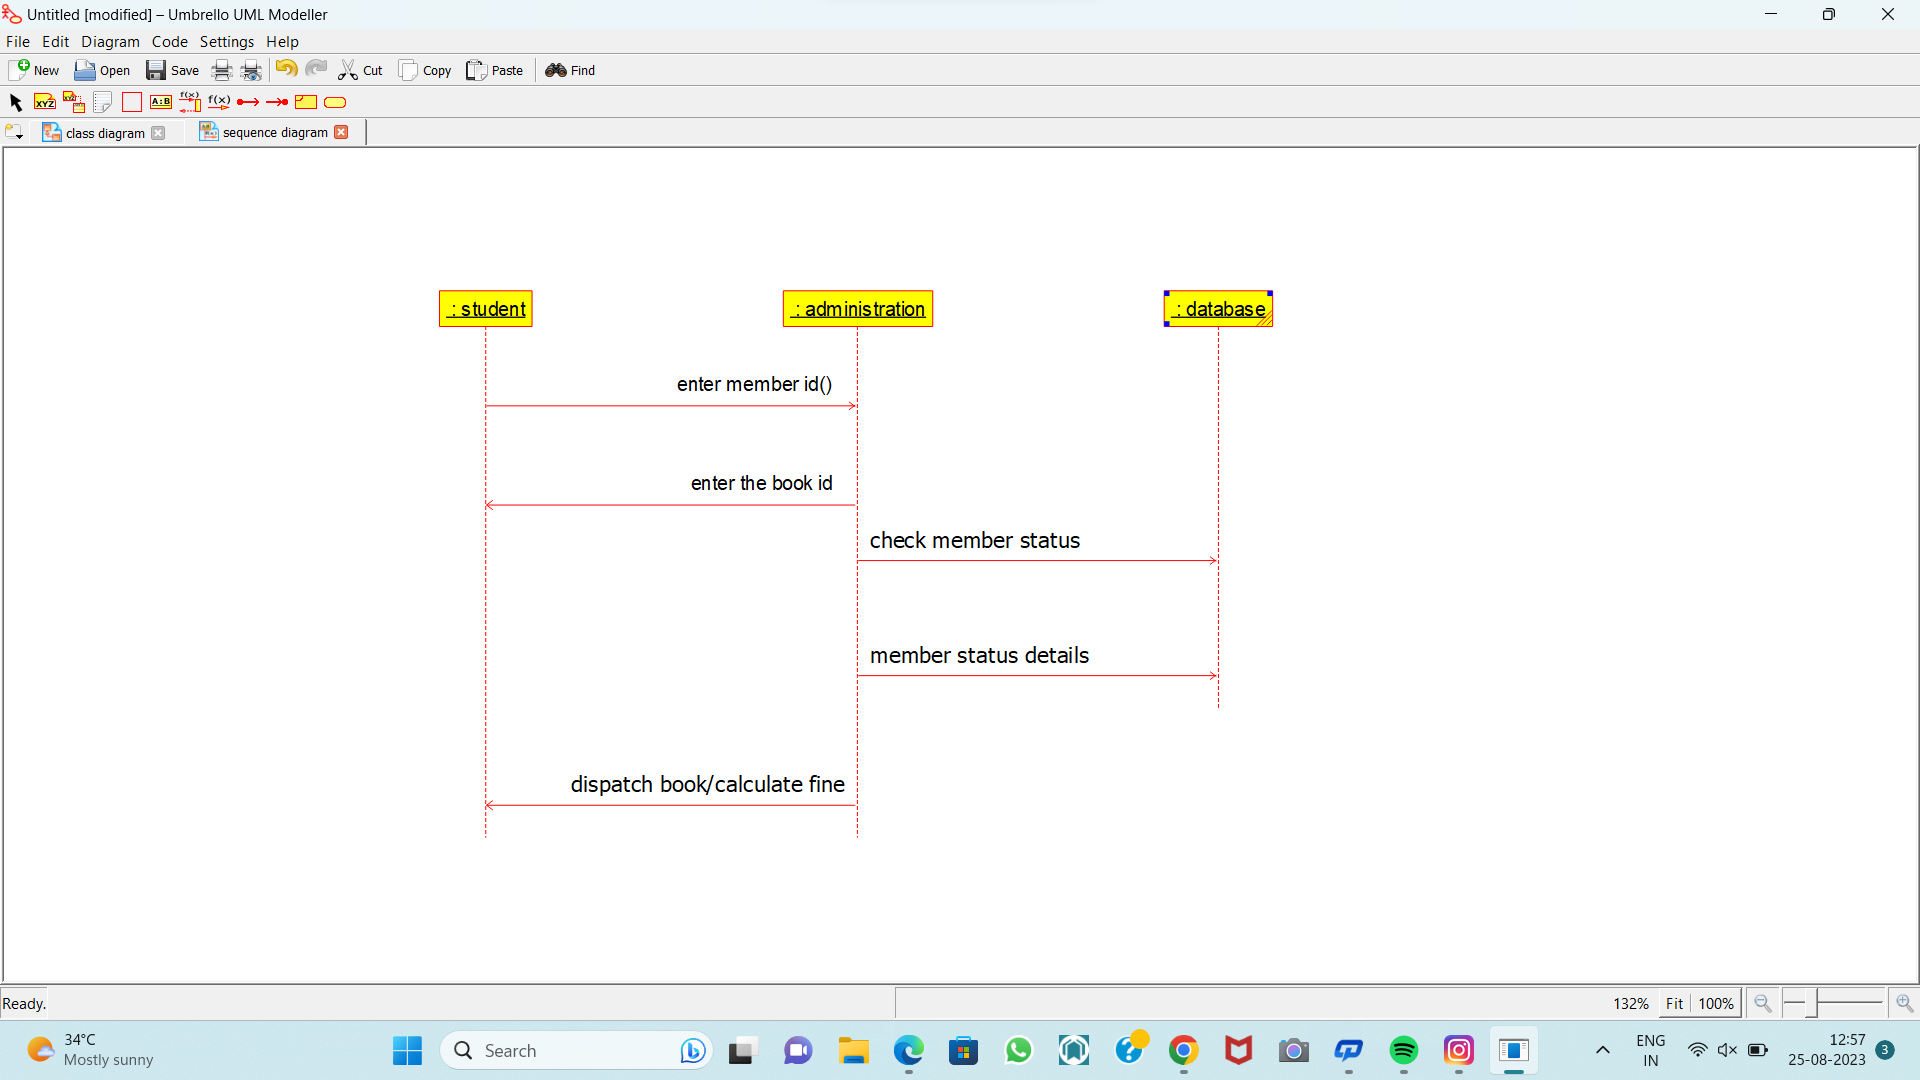 Untitled [modified] – Umbrello UML Modeller
File Edit Diagram Code Settings Help
New Open Save Cut Copy Paste Find
XYZ XYZ A:B f(x) f(x)
class diagram sequence diagram
: student : administration : database
enter member id()
enter the book id
check member status
member status details
dispatch book/calculate fine
Ready. 132% Fit 100%
34°C
Mostly sunny
Search
ENG
IN
12:57
25-08-2023
3